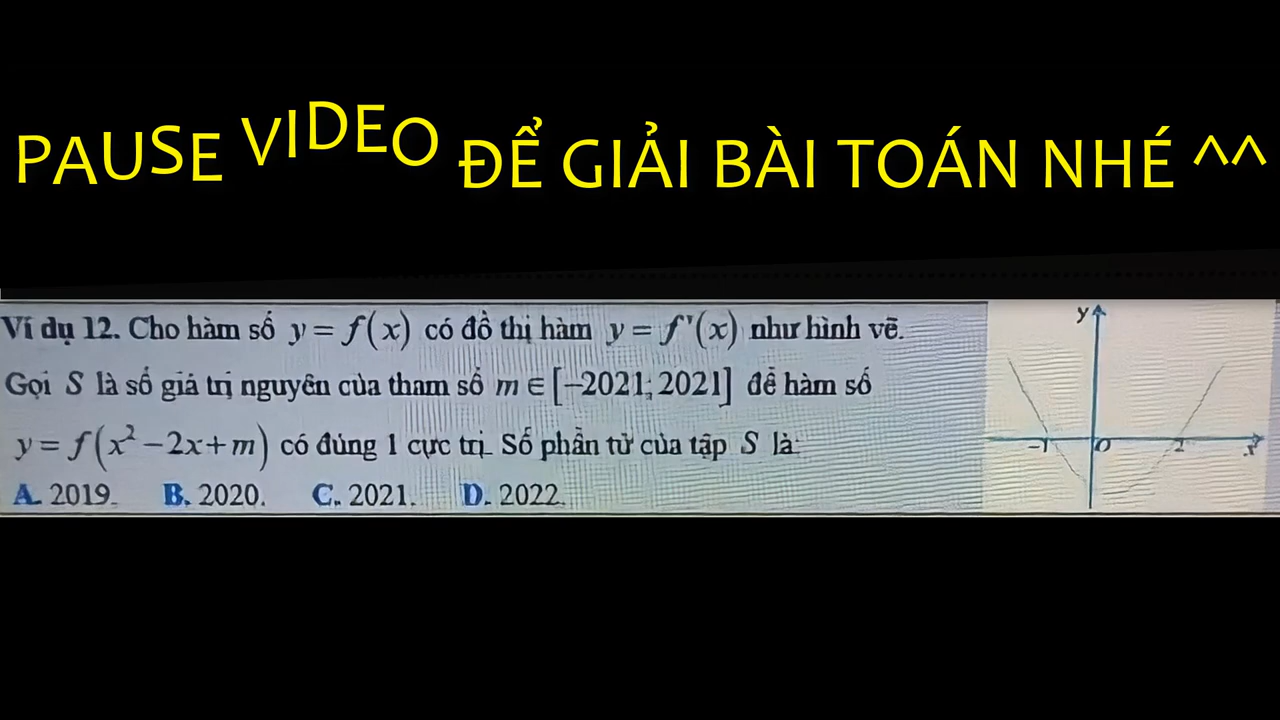 PAUSE VIDEO ĐỂ GIẢI BÀI TOÁN NHÉ ^^
Ví dụ 12. Cho hàm số y = f(x) có đồ thị hàm y = f'(x) như hình vẽ.
Gọi S là số giá trị nguyên của tham số m ∈ [−2021; 2021] để hàm số
y = f(x² − 2x + m) có đúng 1 cực trị. Số phần tử của tập S là:
A. 2019. B. 2020. C. 2021. D. 2022.
y
−1 O 2 x